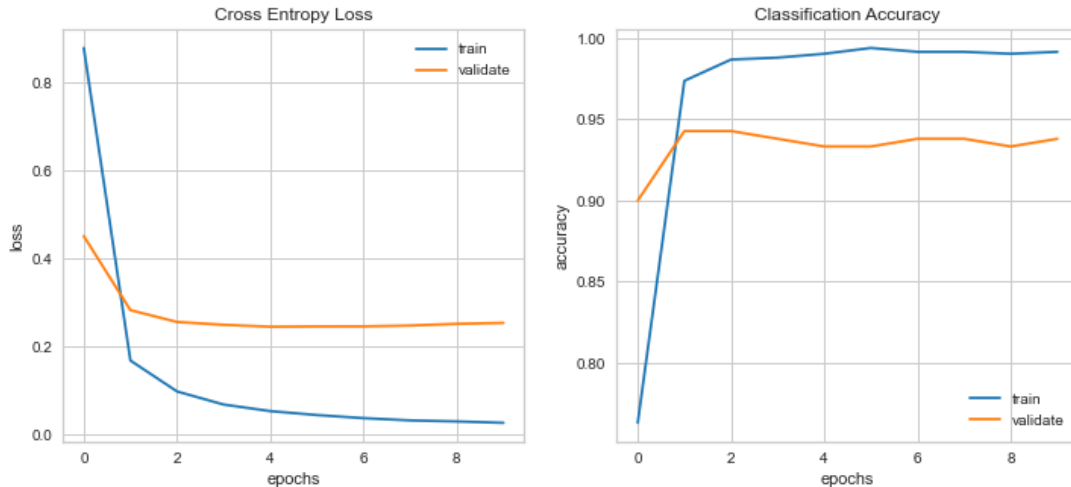 Cross Entropy Loss
train
validate
0.8
0.6
0.4
0.2
0.0
loss
0 2 4 6 8
epochs
Classification Accuracy
1.00
0.95
0.90
0.85
0.80
accuracy
train
validate
0 2 4 6 8
epochs